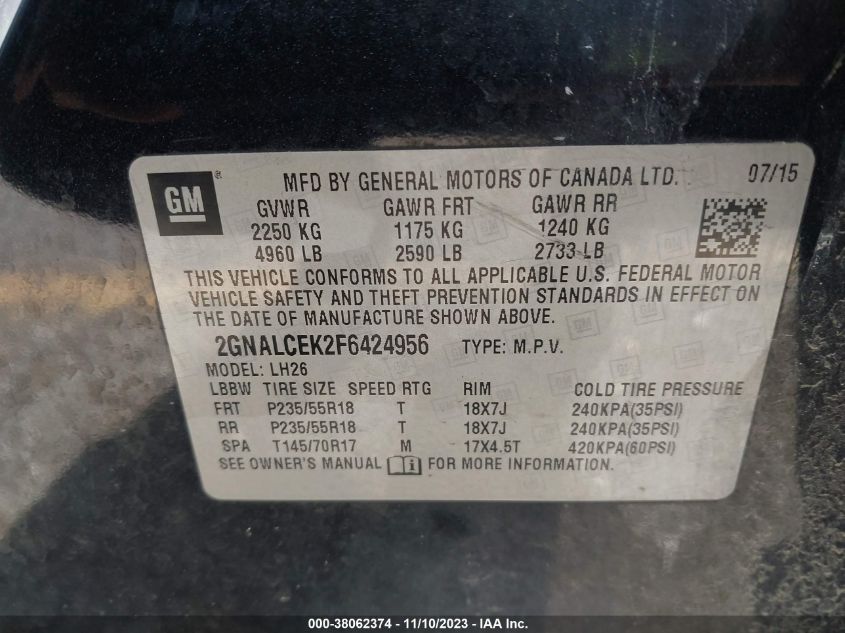 GM ® MFD BY GENERAL MOTORS OF CANADA LTD. 07/15
GVWR GAWR FRT GAWR RR
2250 KG 1175 KG 1240 KG
4960 LB 2590 LB 2733 LB
THIS VEHICLE CONFORMS TO ALL APPLICABLE U.S. FEDERAL MOTOR
VEHICLE SAFETY AND THEFT PREVENTION STANDARDS IN EFFECT ON
THE DATE OF MANUFACTURE SHOWN ABOVE.
2GNALCEK2F6424956 TYPE: M.P.V.
MODEL: LH26
LBBW TIRE SIZE SPEED RTG RIM COLD TIRE PRESSURE
FRT P235/55R18 T 18X7J 240KPA(35PSI)
RR P235/55R18 T 18X7J 240KPA(35PSI)
SPA T145/70R17 M 17X4.5T 420KPA(60PSI)
SEE OWNER'S MANUAL i FOR MORE INFORMATION.
000-38062374 - 11/10/2023 - IAA Inc.